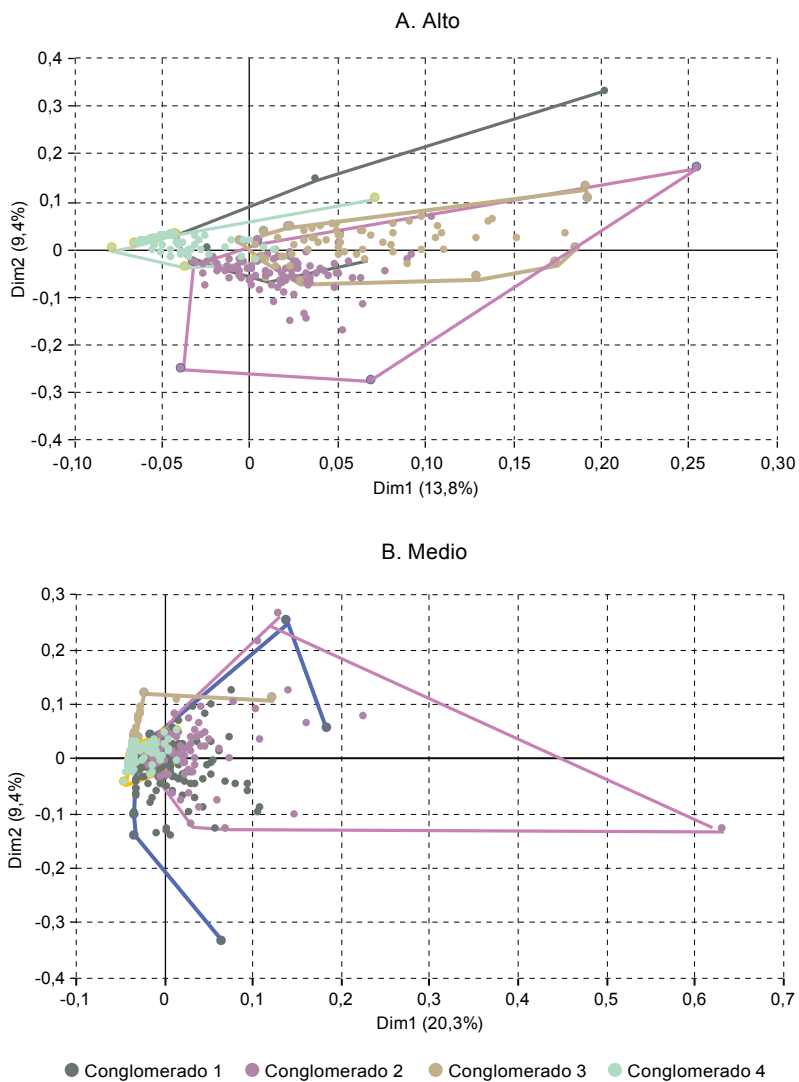 A. Alto
0,4
0,3
0,2
0,1
0
-0,1
-0,2
-0,3
-0,4
Dim2 (9,4%)
-0,10 -0,05 0 0,05 0,10 0,15 0,20 0,25 0,30
Dim1 (13,8%)
B. Medio
0,3
0,2
0,1
0
-0,1
-0,2
-0,3
-0,4
Dim2 (9,4%)
-0,1 0 0,1 0,2 0,3 0,4 0,5 0,6 0,7
Dim1 (20,3%)
Conglomerado 1 Conglomerado 2 Conglomerado 3 Conglomerado 4